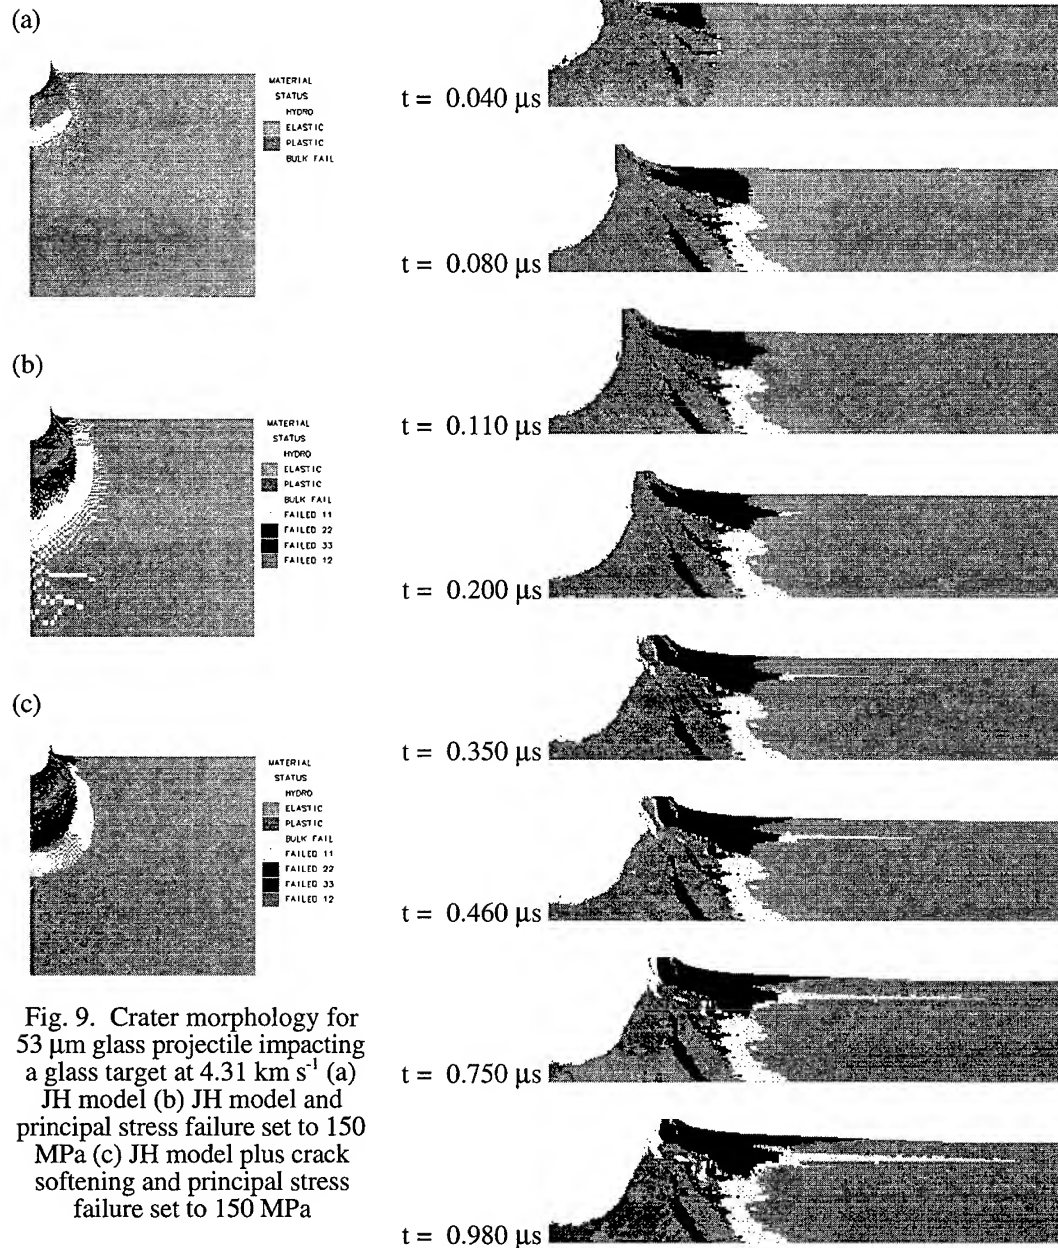 (a)
MATERIAL
STATUS
HYDRO
ELASTIC
PLASTIC
BULK FAIL
(b)
MATERIAL
STATUS
HYDRO
ELASTIC
PLASTIC
BULK FAIL
FAILED 11
FAILED 22
FAILED 33
FAILED 12
(c)
MATERIAL
STATUS
HYDRO
ELASTIC
PLASTIC
BULK FAIL
FAILED 11
FAILED 22
FAILED 33
FAILED 12
Fig. 9. Crater morphology for
53 μm glass projectile impacting
a glass target at 4.31 km s⁻¹ (a)
JH model (b) JH model and
principal stress failure set to 150
MPa (c) JH model plus crack
softening and principal stress
failure set to 150 MPa
t = 0.040 μs
t = 0.080 μs
t = 0.110 μs
t = 0.200 μs
t = 0.350 μs
t = 0.460 μs
t = 0.750 μs
t = 0.980 μs